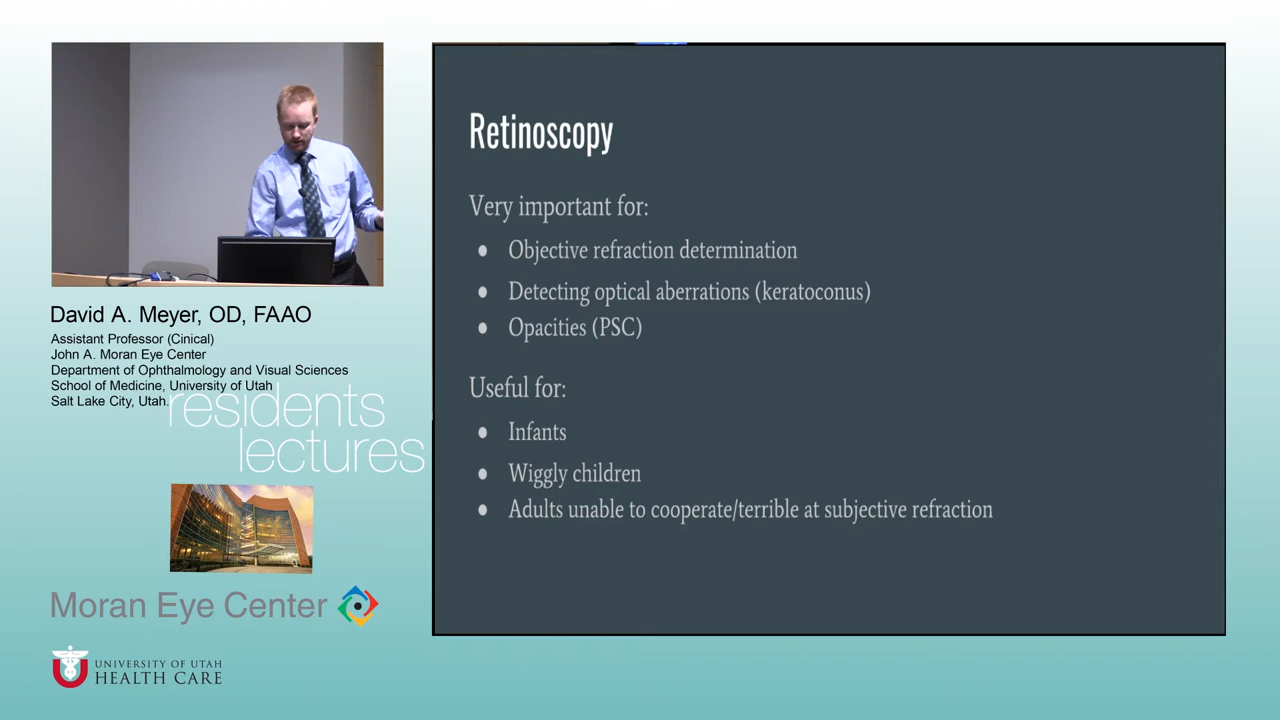 David A. Meyer, OD, FAAO
Assistant Professor (Cinical)
John A. Moran Eye Center
Department of Ophthalmology and Visual Sciences
School of Medicine, University of Utah
Salt Lake City, Utah.
residents
lectures
Moran Eye Center
UNIVERSITY OF UTAH
HEALTH CARE
Retinoscopy
Very important for:
● Objective refraction determination
● Detecting optical aberrations (keratoconus)
● Opacities (PSC)
Useful for:
● Infants
● Wiggly children
● Adults unable to cooperate/terrible at subjective refraction